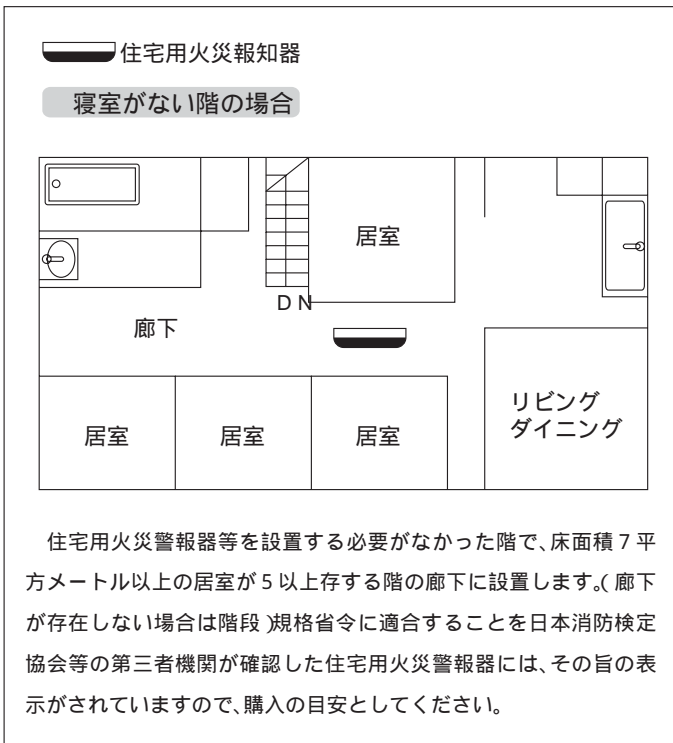 住宅用火災報知器
寝室がない階の場合
居室
DN
廊下
居室
居室
居室
リビング
ダイニング
住宅用火災警報器等を設置する必要がなかった階で、床面積7平
方メートル以上の居室が5以上存する階の廊下に設置します。(廊下
が存在しない場合は階段)規格省令に適合することを日本消防検定
協会等の第三者機関が確認した住宅用火災警報器には、その旨の表
示がされていますので、購入の目安としてください。